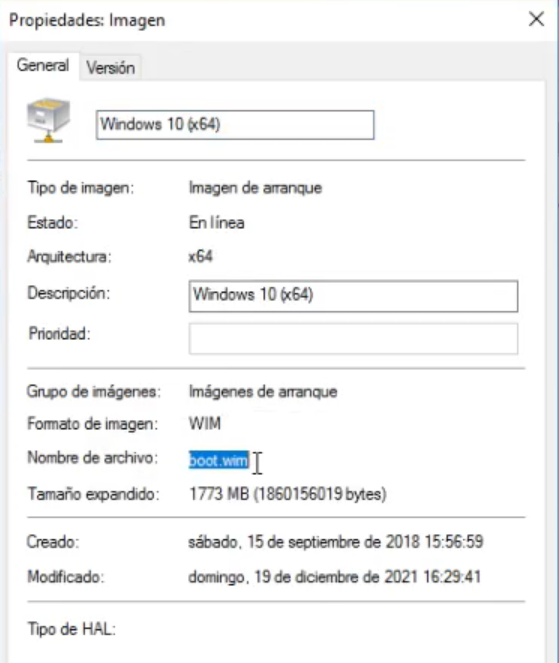 Propiedades: Imagen
General Versión
Windows 10 (x64)
Tipo de imagen: Imagen de arranque
Estado: En línea
Arquitectura: x64
Descripción: Windows 10 (x64)
Prioridad:
Grupo de imágenes: Imágenes de arranque
Formato de imagen: WIM
Nombre de archivo: boot.wim
Tamaño expandido: 1773 MB (1860156019 bytes)
Creado: sábado, 15 de septiembre de 2018 15:56:59
Modificado: domingo, 19 de diciembre de 2021 16:29:41
Tipo de HAL: